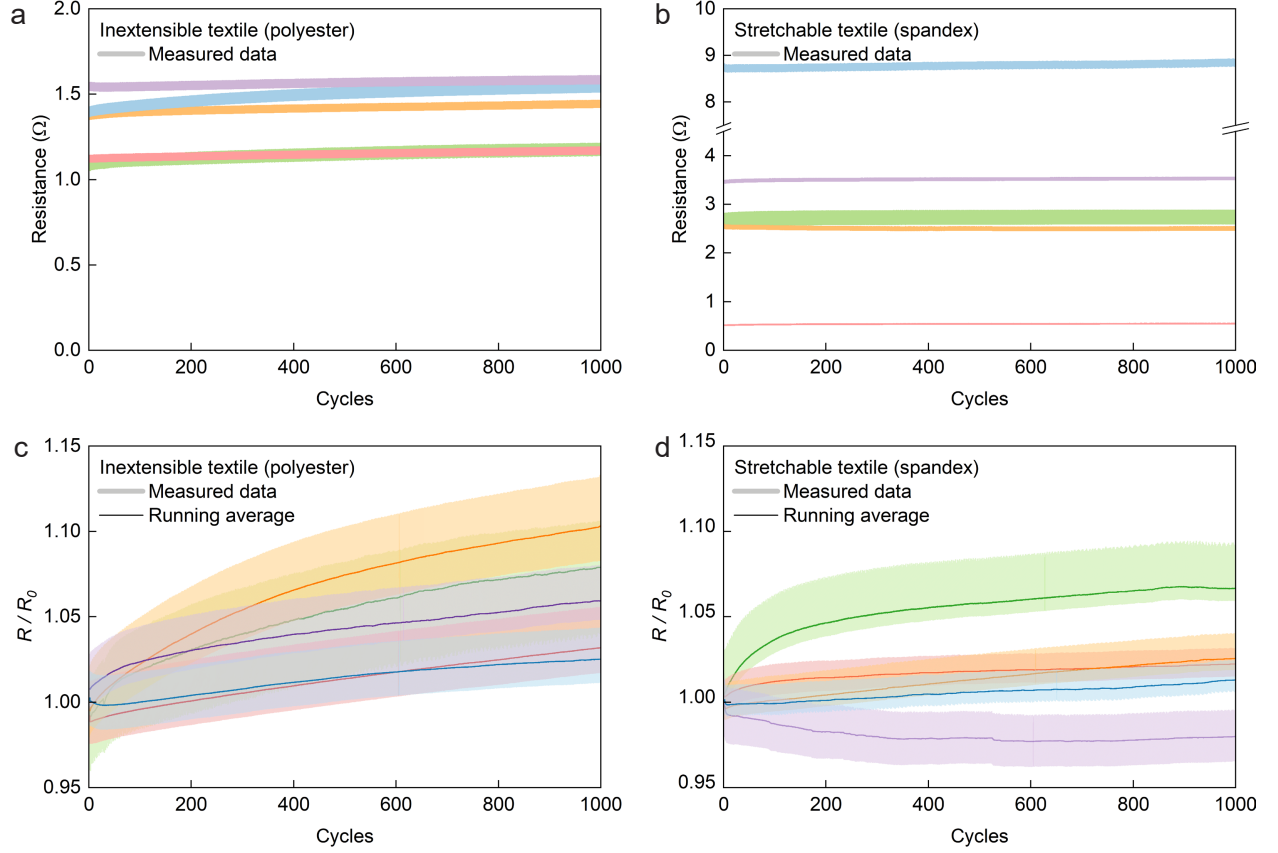 a
Inextensible textile (polyester)
Measured data
Resistance (Ω)
2.0
1.5
1.0
0.5
0.0
0 200 400 600 800 1000
Cycles
b
Stretchable textile (spandex)
Measured data
Resistance (Ω)
10
9
8
4
3
2
1
0
0 200 400 600 800 1000
Cycles
c
Inextensible textile (polyester)
Measured data
Running average
R / R0
1.15
1.10
1.05
1.00
0.95
0 200 400 600 800 1000
Cycles
d
Stretchable textile (spandex)
Measured data
Running average
R / R0
1.15
1.10
1.05
1.00
0.95
0 200 400 600 800 1000
Cycles